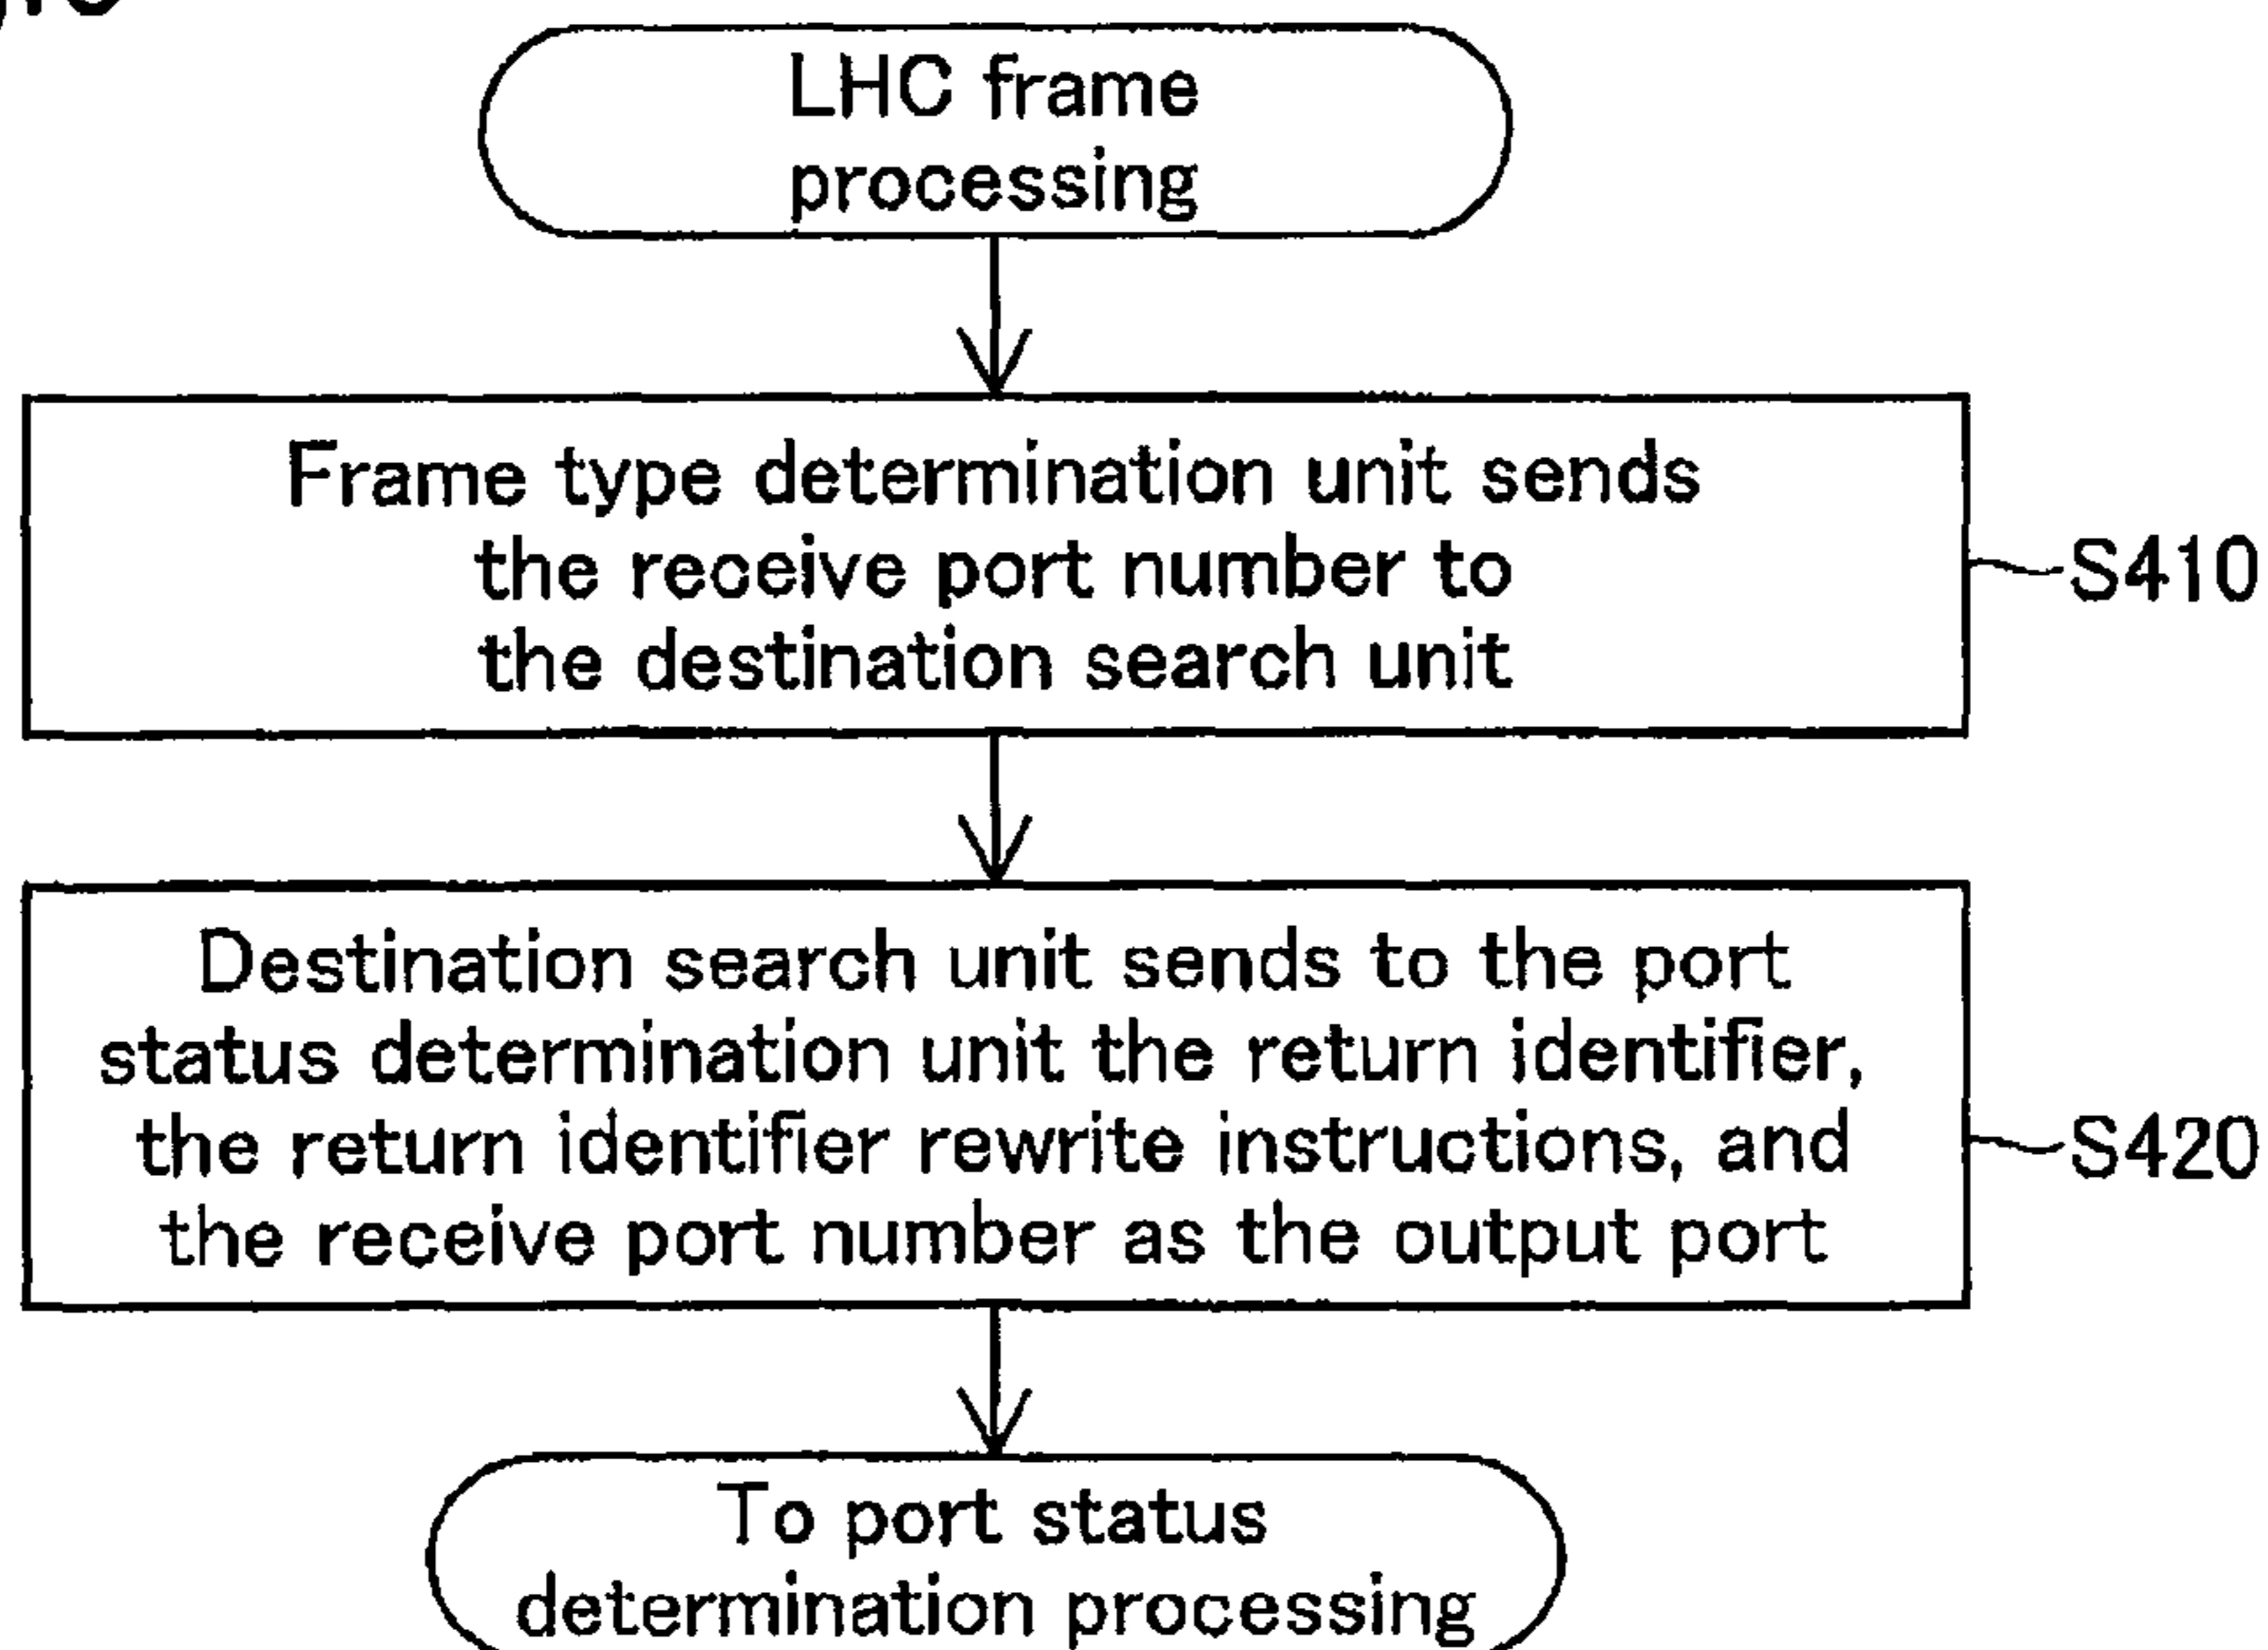 LHC frame
processing
Frame type determination unit sends
the receive port number to
the destination search unit
S410
Destination search unit sends to the port
status determination unit the return identifier,
the return identifier rewrite instructions, and
the receive port number as the output port
S420
To port status
determination processing